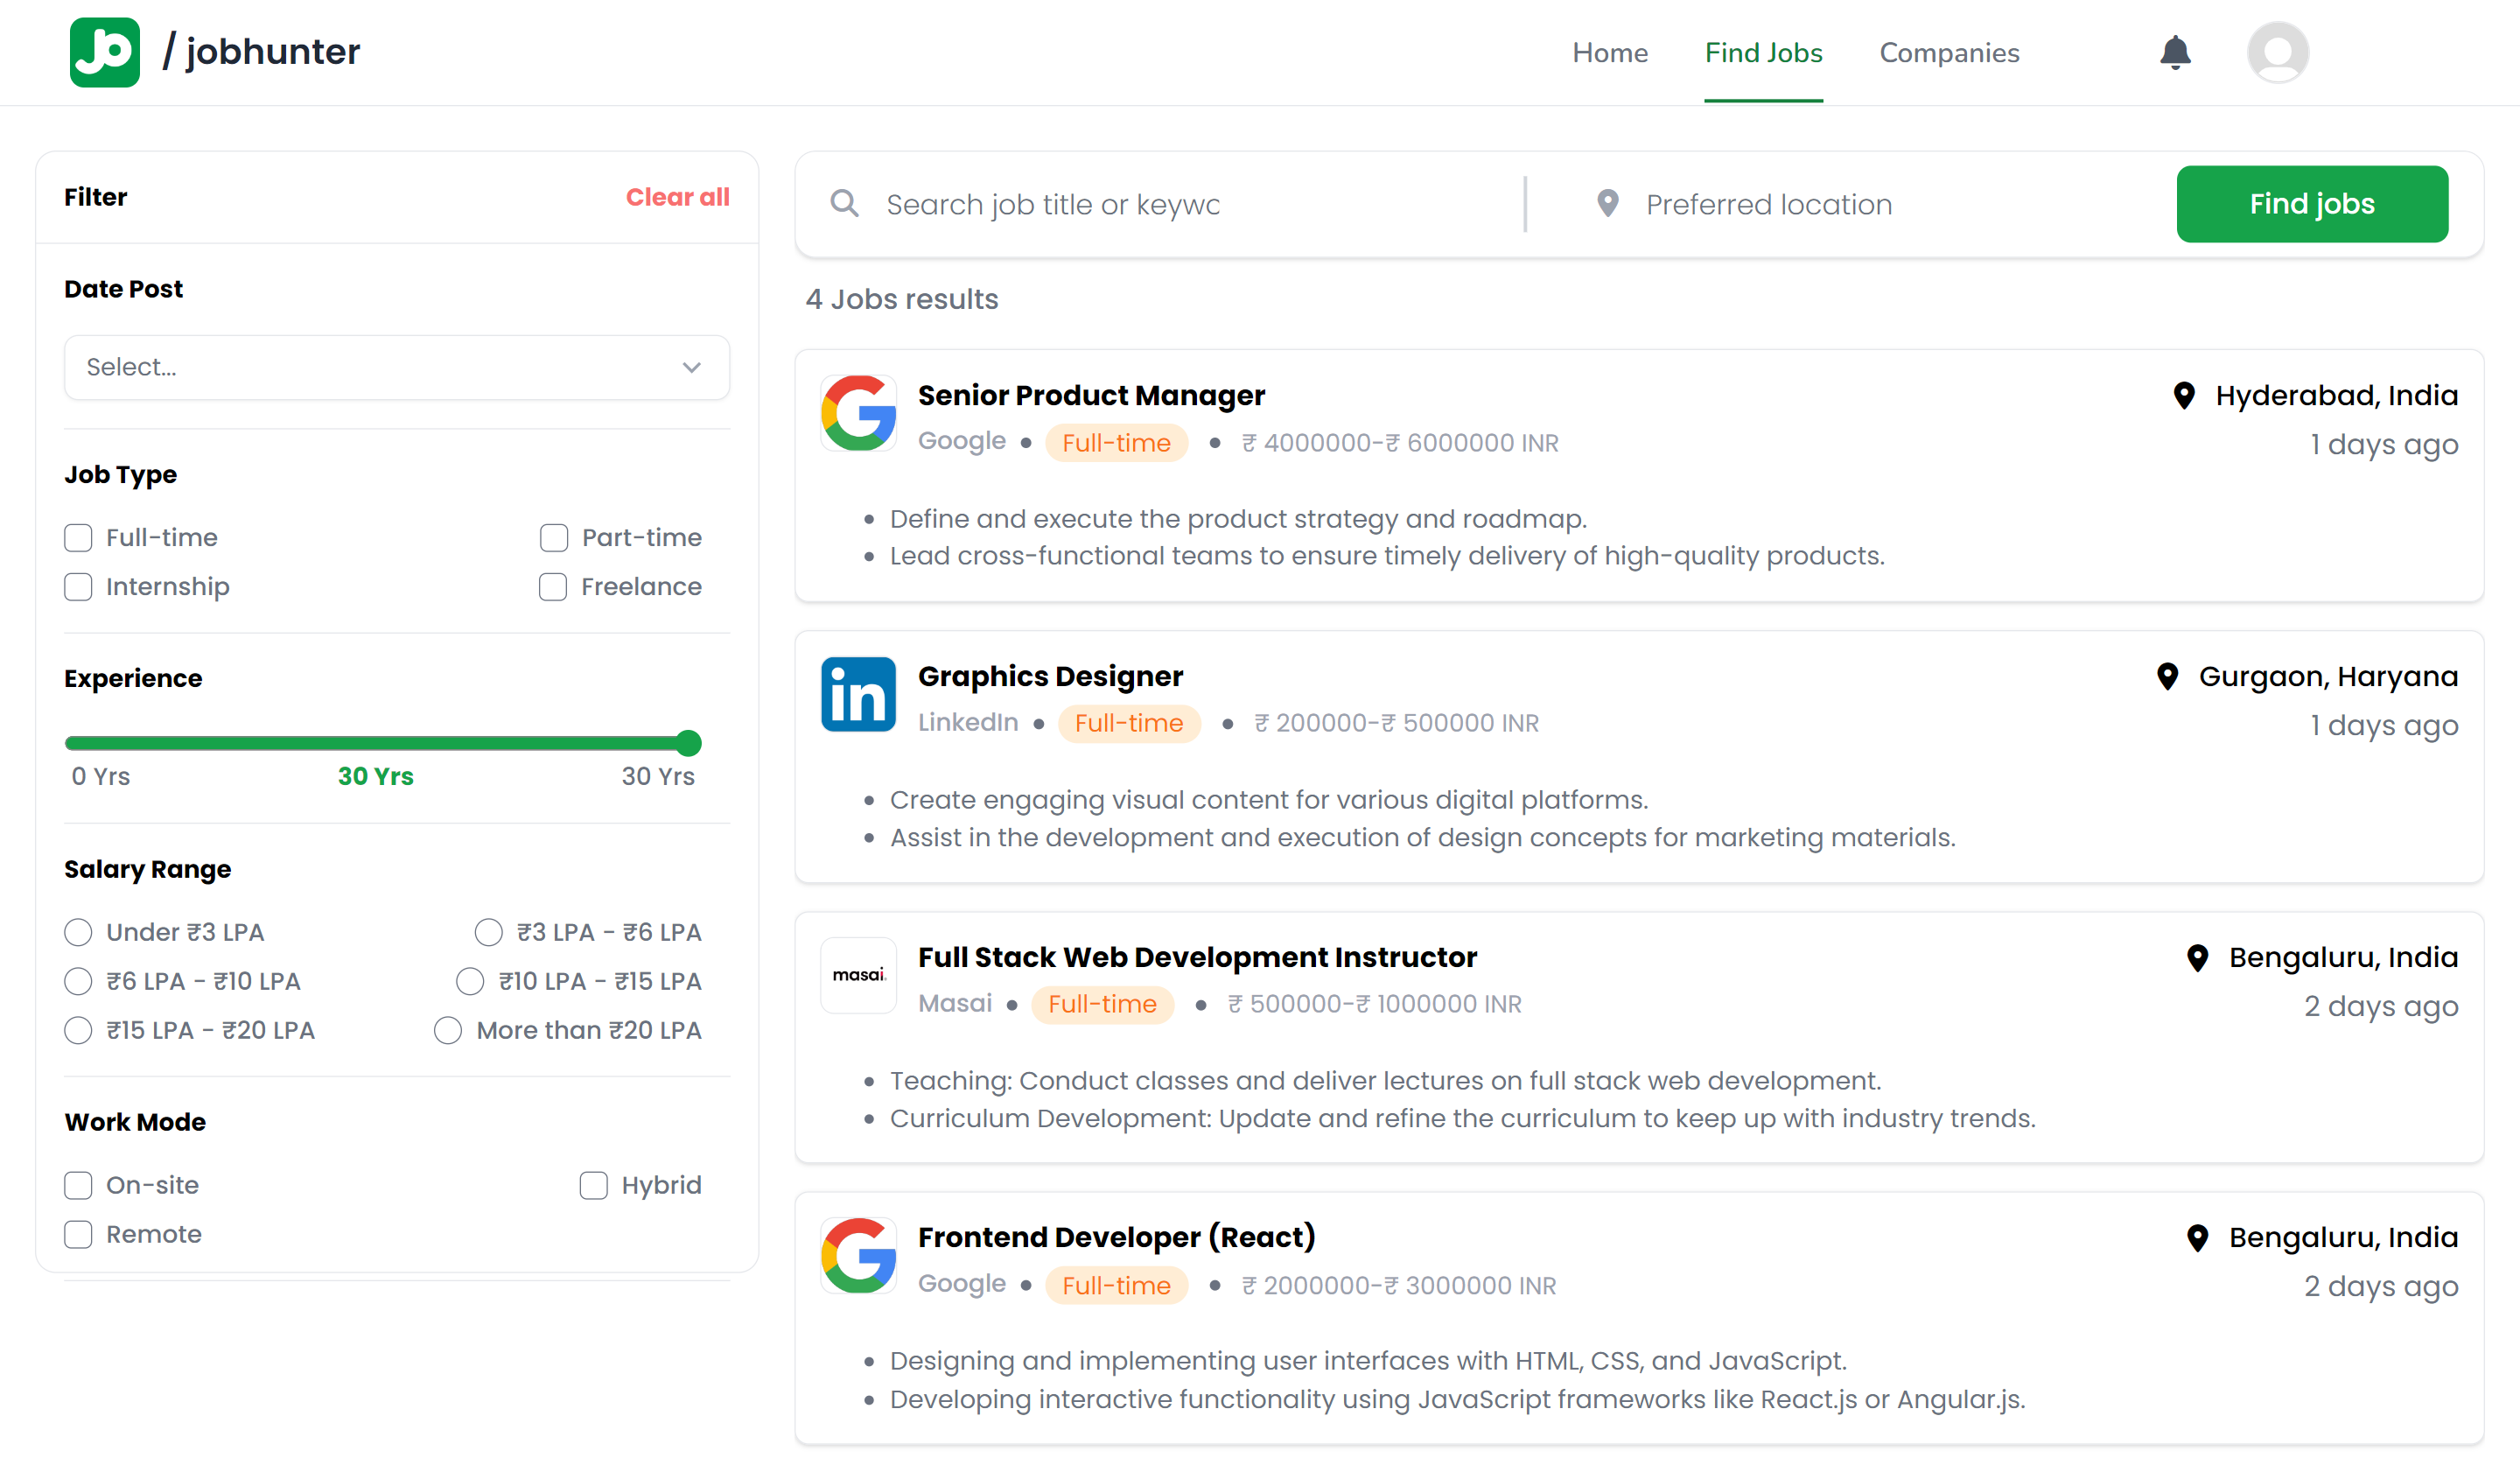 jo / jobhunter
Home Find Jobs Companies
Filter Clear all
Date Post
Select...
Job Type
Full-time Part-time
Internship Freelance
Experience
0 Yrs 30 Yrs 30 Yrs
Salary Range
Under ₹3 LPA ₹3 LPA - ₹6 LPA
₹6 LPA - ₹10 LPA ₹10 LPA - ₹15 LPA
₹15 LPA - ₹20 LPA More than ₹20 LPA
Work Mode
On-site Hybrid
Remote
Search job title or keywo Preferred location Find jobs
4 Jobs results
Senior Product Manager Hyderabad, India
Google • Full-time • ₹ 4000000-₹ 6000000 INR 1 days ago
• Define and execute the product strategy and roadmap.
• Lead cross-functional teams to ensure timely delivery of high-quality products.
in Graphics Designer Gurgaon, Haryana
LinkedIn • Full-time • ₹ 200000-₹ 500000 INR 1 days ago
• Create engaging visual content for various digital platforms.
• Assist in the development and execution of design concepts for marketing materials.
masai. Full Stack Web Development Instructor Bengaluru, India
Masai • Full-time • ₹ 500000-₹ 1000000 INR 2 days ago
• Teaching: Conduct classes and deliver lectures on full stack web development.
• Curriculum Development: Update and refine the curriculum to keep up with industry trends.
Frontend Developer (React) Bengaluru, India
Google • Full-time • ₹ 2000000-₹ 3000000 INR 2 days ago
• Designing and implementing user interfaces with HTML, CSS, and JavaScript.
• Developing interactive functionality using JavaScript frameworks like React.js or Angular.js.